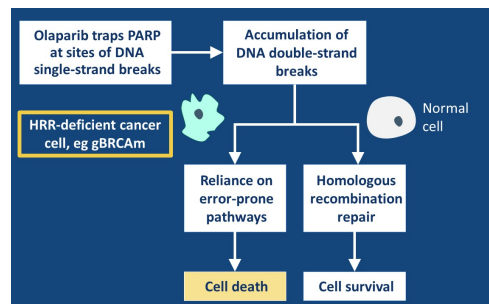 Olaparib traps PARP
at sites of DNA
single-strand breaks
Accumulation of
DNA double-strand
breaks
HRR-deficient cancer
cell, eg gBRCAm
Normal
cell
Reliance on
error-prone
pathways
Homologous
recombination
repair
Cell death
Cell survival